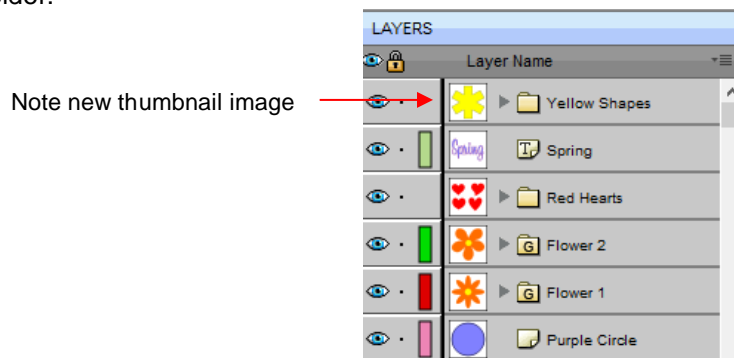 LAYERS
Layer Name
Note new thumbnail image
Yellow Shapes
Spring
Spring
Red Hearts
G
Flower 2
G
Flower 1
Purple Circle